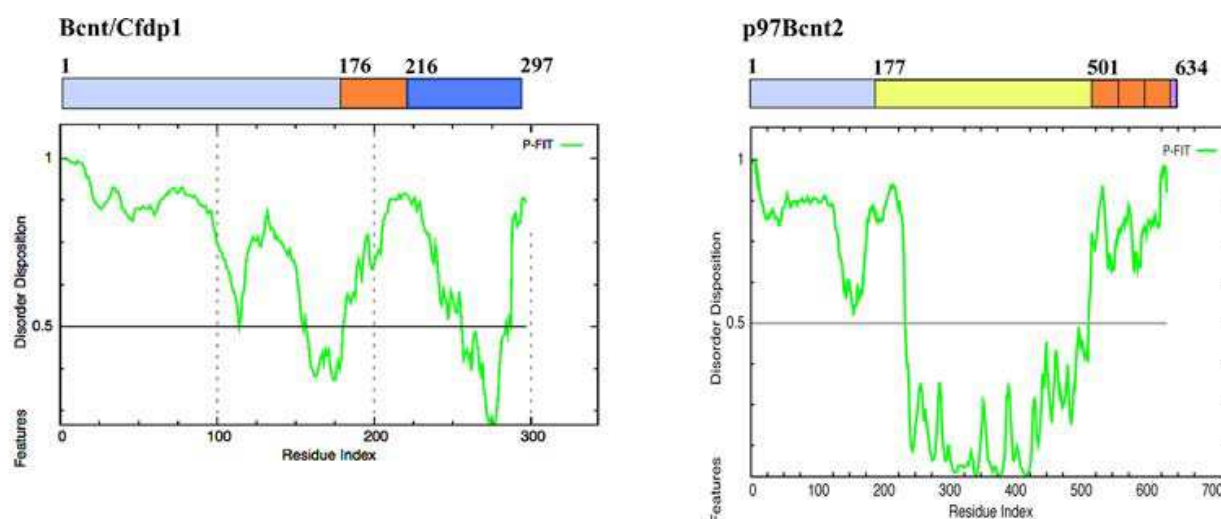 Bcnt/Cfdp1
1 176 216 297
1
P-FIT
Disorder Disposition
0.5
Features
0 100 200 300
Residue Index
p97Bcnt2
1 177 501 634
1
P-FIT
Disorder Disposition
0.5
Features
0 100 200 300 400 500 600 700
Residue Index